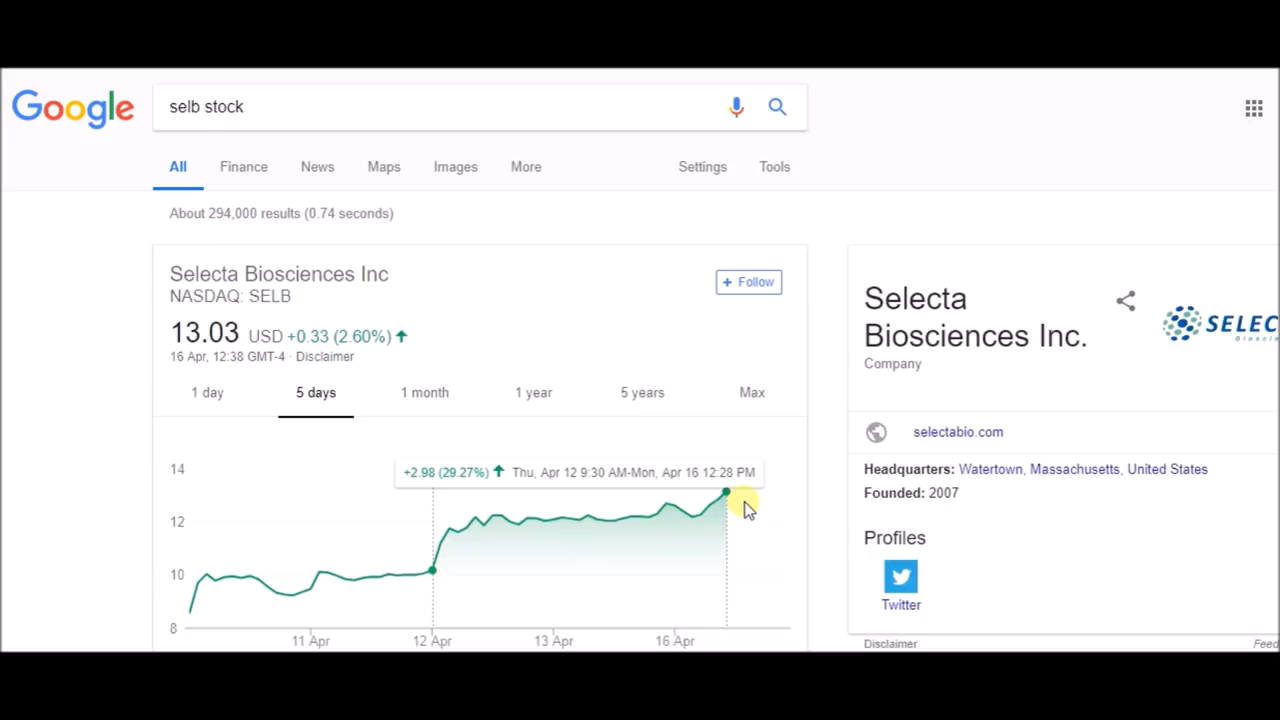 Google
selb stock
All Finance News Maps Images More Settings Tools
About 294,000 results (0.74 seconds)
Selecta Biosciences Inc
NASDAQ: SELB
+ Follow
13.03 USD +0.33 (2.60%)
16 Apr, 12:38 GMT-4 · Disclaimer
1 day 5 days 1 month 1 year 5 years Max
+2.98 (29.27%) Thu, Apr 12 9:30 AM-Mon, Apr 16 12:28 PM
14
12
10
8
11 Apr 12 Apr 13 Apr 16 Apr
Selecta
Biosciences Inc.
Company
SELEC
selectabio.com
Headquarters: Watertown, Massachusetts, United States
Founded: 2007
Profiles
Twitter
Disclaimer
Feed